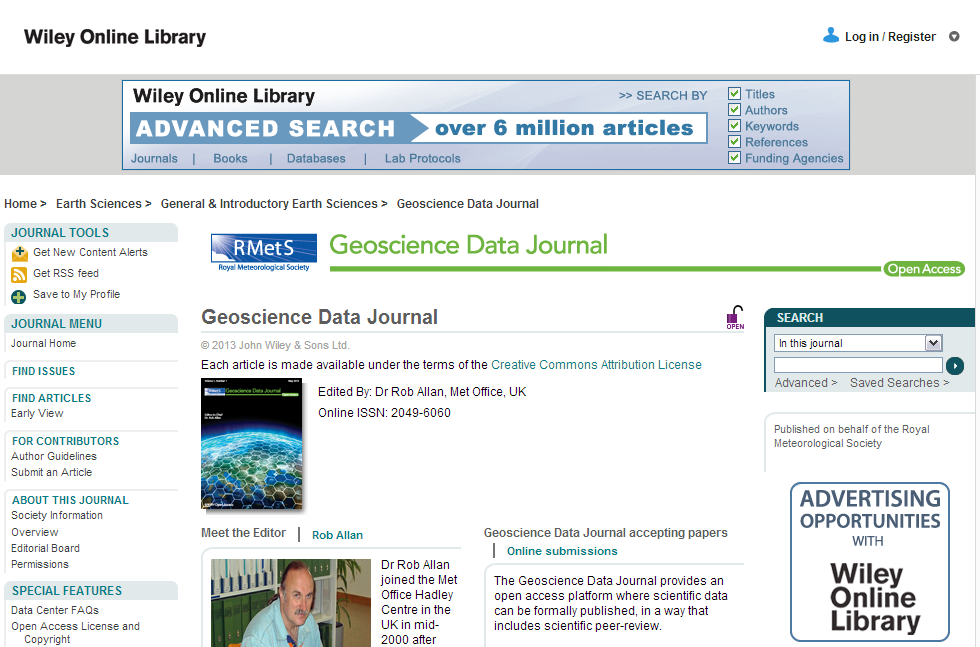 Wiley Online Library
Log in / Register
Wiley Online Library
>> SEARCH BY
ADVANCED SEARCH over 6 million articles
Journals | Books | Databases | Lab Protocols
Titles
Authors
Keywords
References
Funding Agencies
Home > Earth Sciences > General & Introductory Earth Sciences > Geoscience Data Journal
JOURNAL TOOLS
Get New Content Alerts
Get RSS feed
Save to My Profile
JOURNAL MENU
Journal Home
FIND ISSUES
FIND ARTICLES
Early View
FOR CONTRIBUTORS
Author Guidelines
Submit an Article
ABOUT THIS JOURNAL
Society Information
Overview
Editorial Board
Permissions
SPECIAL FEATURES
Data Center FAQs
Open Access License and
Copyright
RMetS
Royal Meteorological Society
Geoscience Data Journal
Open Access
Geoscience Data Journal
OPEN
© 2013 John Wiley & Sons Ltd.
Each article is made available under the terms of the Creative Commons Attribution License
RMetS Geoscience Data Journal
Edited By: Dr Rob Allan, Met Office, UK
Online ISSN: 2049-6060
Meet the Editor | Rob Allan
Dr Rob Allan
joined the Met
Office Hadley
Centre in the
UK in mid-
2000 after
Geoscience Data Journal accepting papers
| Online submissions
The Geoscience Data Journal provides an
open access platform where scientific data
can be formally published, in a way that
includes scientific peer-review.
SEARCH
In this journal
Advanced > Saved Searches >
Published on behalf of the Royal
Meteorological Society
ADVERTISING
OPPORTUNITIES
WITH
Wiley
Online
Library